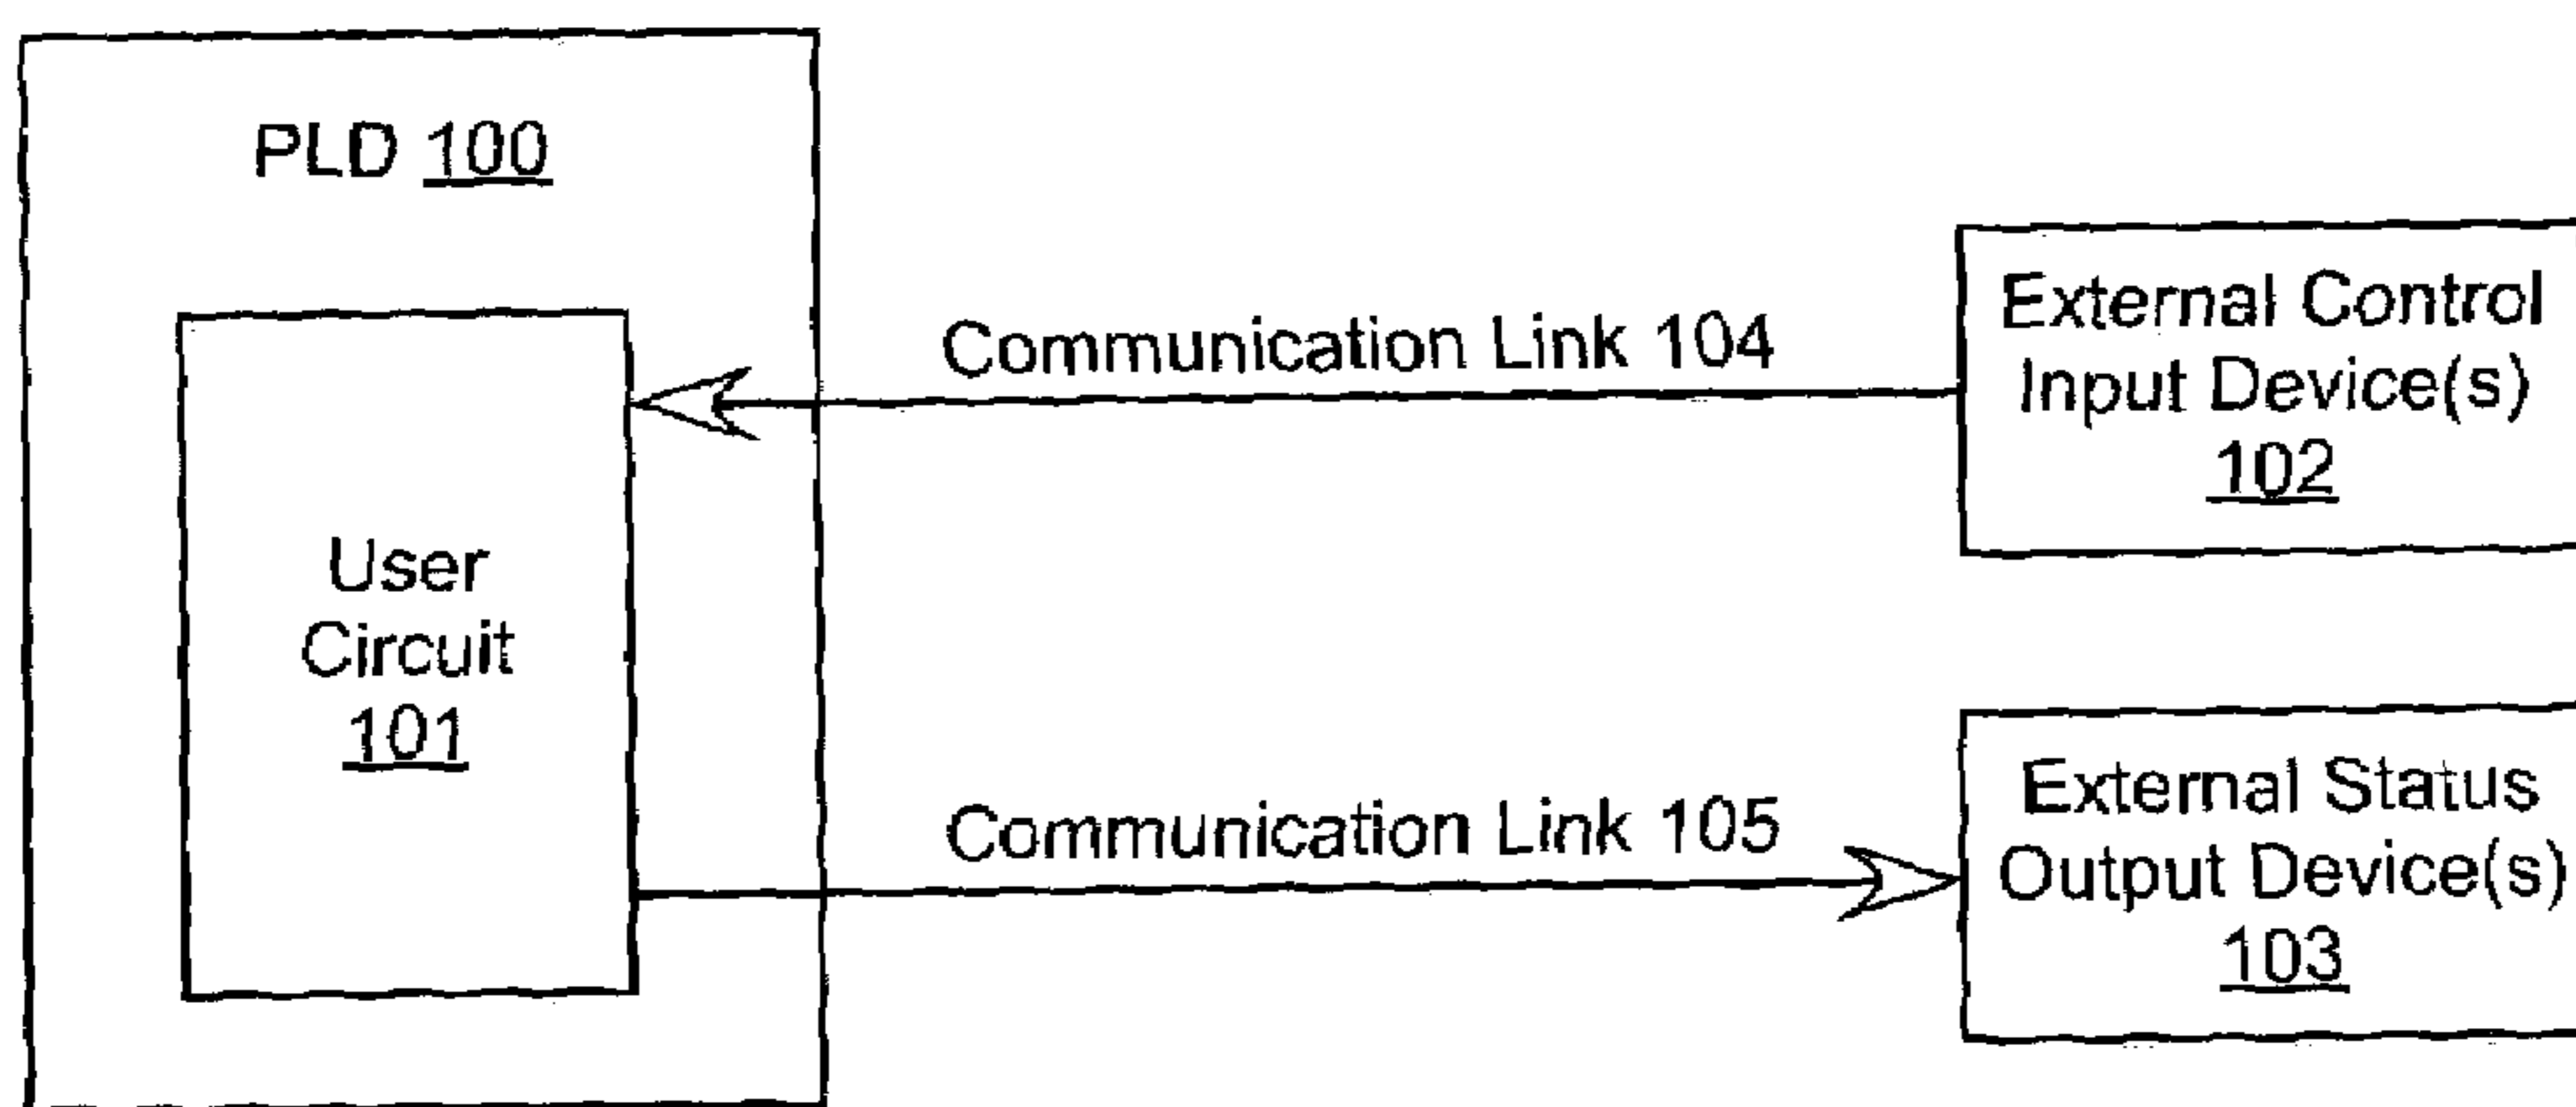 PLD 100
User
Circuit
101
Communication Link 104
External Control
Input Device(s)
102
Communication Link 105
External Status
Output Device(s)
103